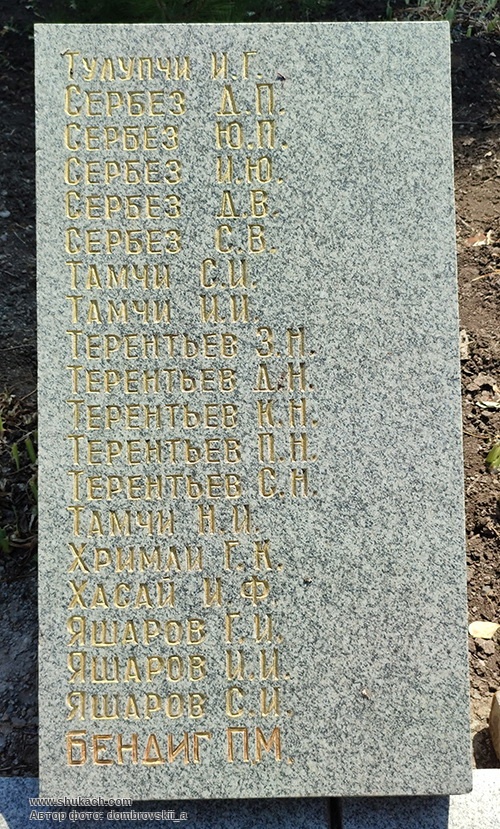 Тулупчи И.Г.
Сербез Д.П.
Сербез Ю.П.
Сербез И.Ю.
Сербез Д.В.
Сербез С.В.
Тамчи С.И.
Тамчи И.И.
Терентьев З.Н.
Терентьев Д.Н.
Терентьев К.Н.
Терентьев П.Н.
Терентьев С.Н.
Тамчи Н.И.
Химли Г.К.
Хасай И.Ф.
Яшаров Г.И.
Яшаров И.И.
Яшаров С.И.
БЕНДИГ П.М.
www.shukach.com
Автор фото: dombrovskii_a